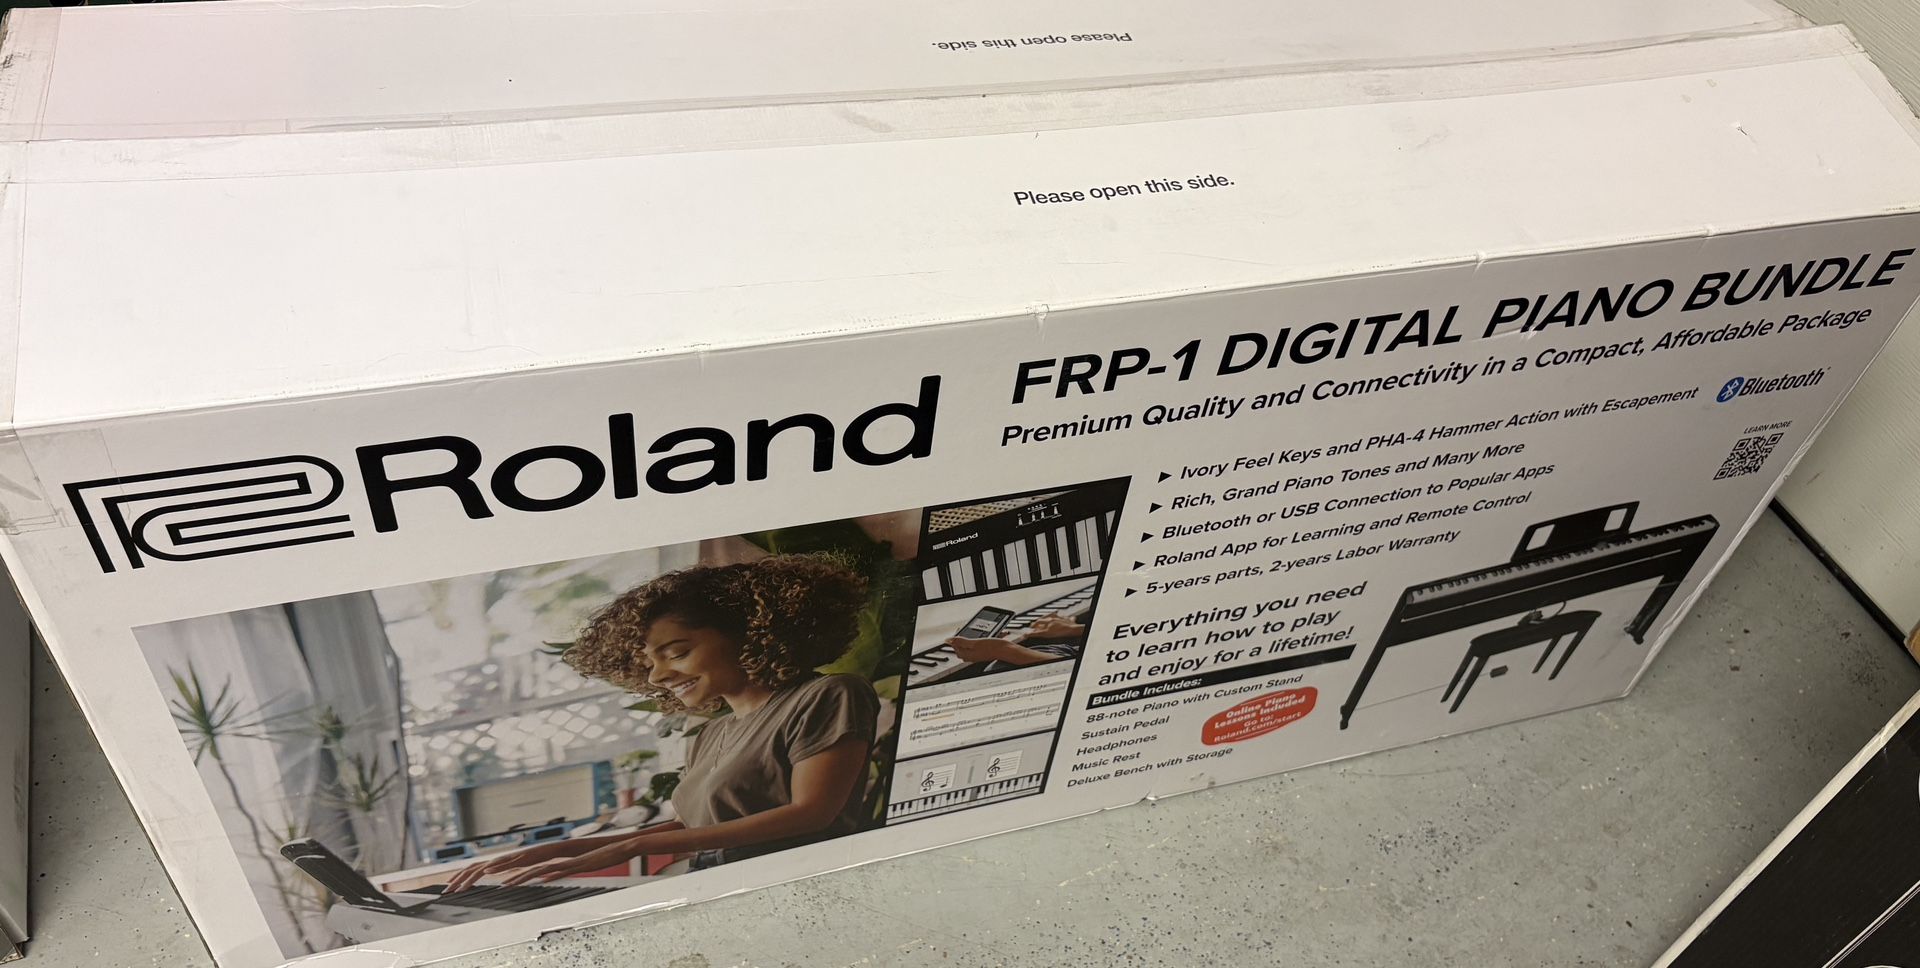 Please open this side.
Please open this side.
Roland
FRP-1 DIGITAL PIANO BUNDLE
Premium Quality and Connectivity in a Compact, Affordable Package
► Ivory Feel Keys and PHA-4 Hammer Action with Escapement
► Rich, Grand Piano Tones and Many More
► Bluetooth or USB Connection to Popular Apps
► Roland App for Learning and Remote Control
► 5-years parts, 2-years Labor Warranty
Bluetooth
LEARN MORE
Everything you need
to learn how to play
and enjoy for a lifetime!
Bundle Includes:
88-note Piano with Custom Stand
Sustain Pedal
Headphones
Music Rest
Deluxe Bench with Storage
Online Piano
Lessons Included
Go to:
Roland.com/start
Roland